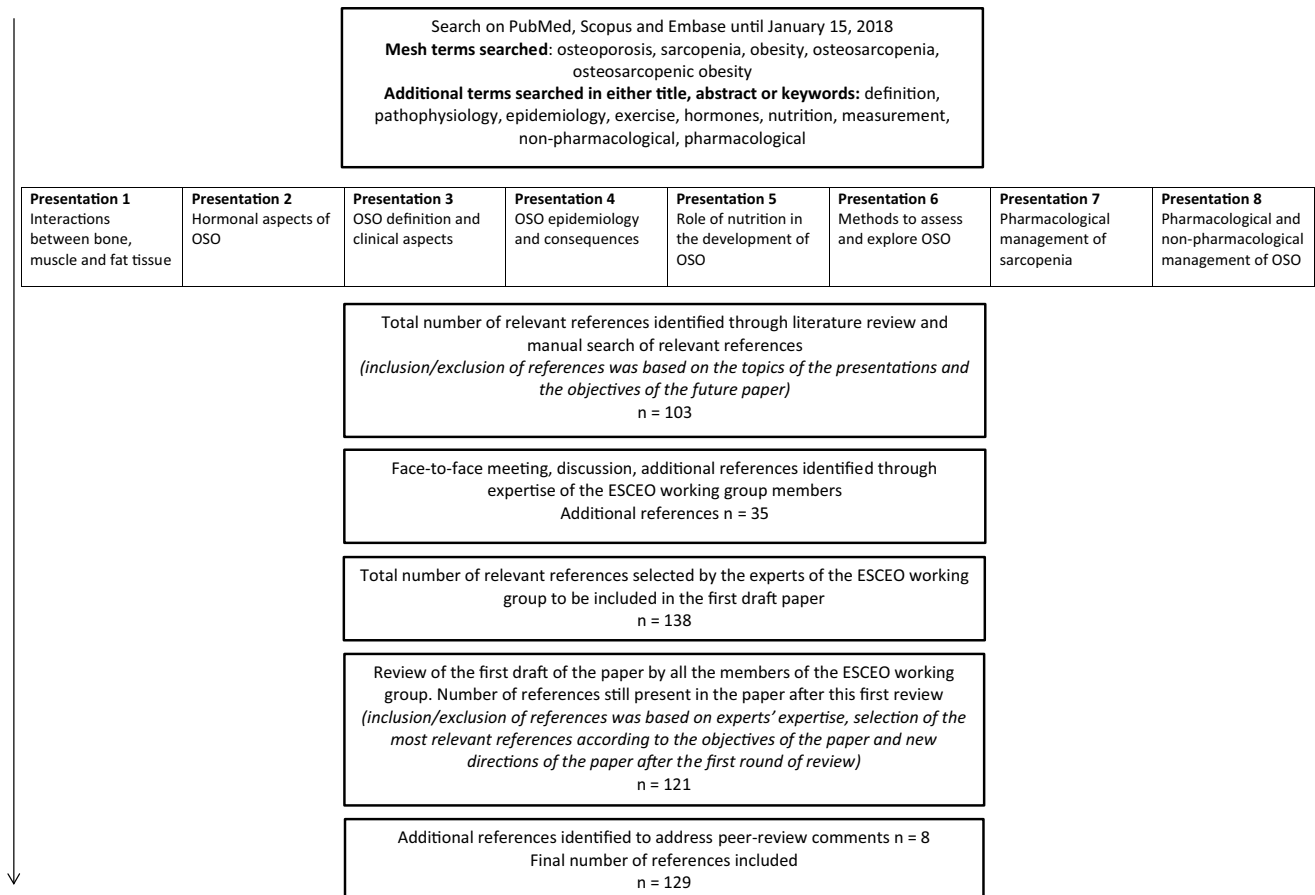 Search on PubMed, Scopus and Embase until January 15, 2018
Mesh terms searched: osteoporosis, sarcopenia, obesity, osteosarcopenia,
osteosarcopenic obesity
Additional terms searched in either title, abstract or keywords: definition,
pathophysiology, epidemiology, exercise, hormones, nutrition, measurement,
non-pharmacological, pharmacological
Presentation 1
Interactions
between bone,
muscle and fat tissue
Presentation 2
Hormonal aspects of
OSO
Presentation 3
OSO definition and
clinical aspects
Presentation 4
OSO epidemiology
and consequences
Presentation 5
Role of nutrition in
the development of
OSO
Presentation 6
Methods to assess
and explore OSO
Presentation 7
Pharmacological
management of
sarcopenia
Presentation 8
Pharmacological and
non-pharmacological
management of OSO
Total number of relevant references identified through literature review and
manual search of relevant references
(inclusion/exclusion of references was based on the topics of the presentations and
the objectives of the future paper)
n = 103
Face-to-face meeting, discussion, additional references identified through
expertise of the ESCEO working group members
Additional references n = 35
Total number of relevant references selected by the experts of the ESCEO working
group to be included in the first draft paper
n = 138
Review of the first draft of the paper by all the members of the ESCEO working
group. Number of references still present in the paper after this first review
(inclusion/exclusion of references was based on experts' expertise, selection of the
most relevant references according to the objectives of the paper and new
directions of the paper after the first round of review)
n = 121
Additional references identified to address peer-review comments n = 8
Final number of references included
n = 129